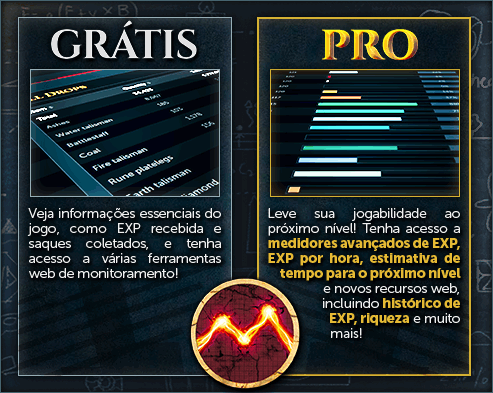 GRÁTIS
ALL DROPS
Total
Ashes
Water talisman
Battlestaff
Coal
Fire talisman
Rune platelegs
Earth talisman
diamond
Veja informações essenciais do
jogo, como EXP recebida e
saques coletados, e tenha
acesso a várias ferramentas
web de monitoramento!
PRO
Leve sua jogabilidade ao
próximo nível! Tenha acesso a
medidores avançados de EXP,
EXP por hora, estimativa de
tempo para o próximo nível
e novos recursos web,
incluindo histórico de
EXP, riqueza e muito
mais!